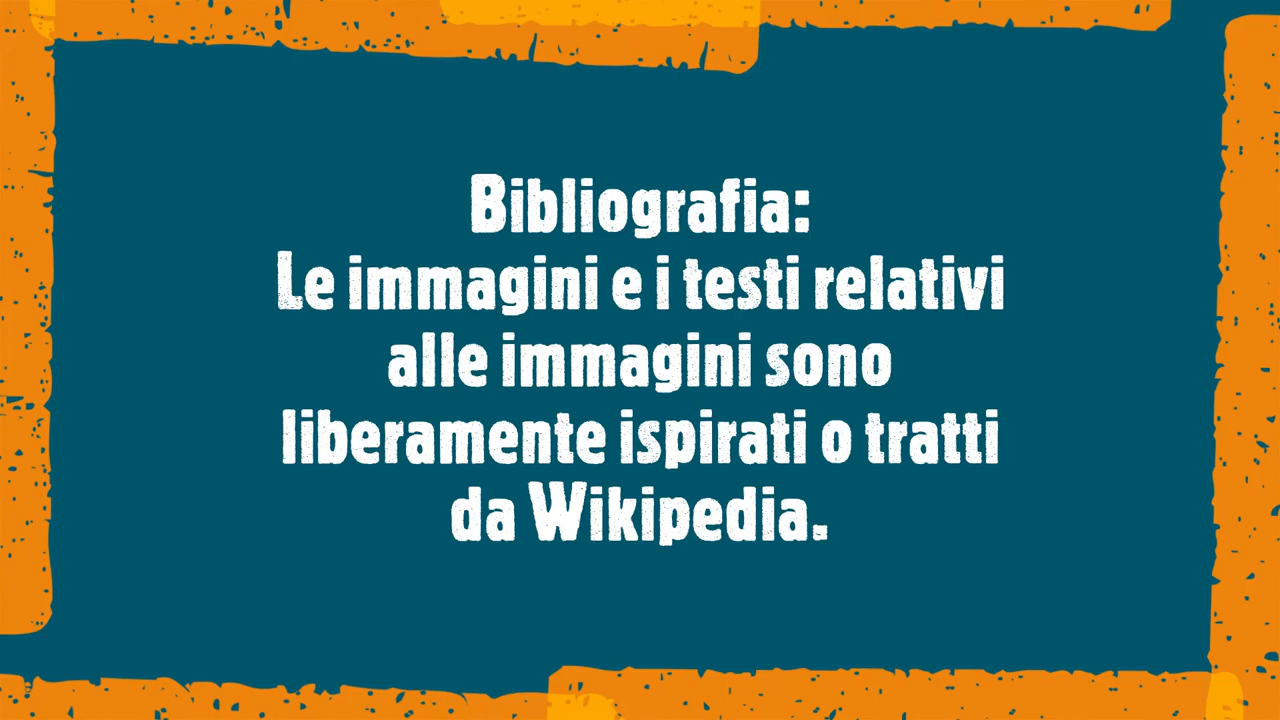 Bibliografia:
Le immagini e i testi relativi
alle immagini sono
liberamente ispirati o tratti
da Wikipedia.